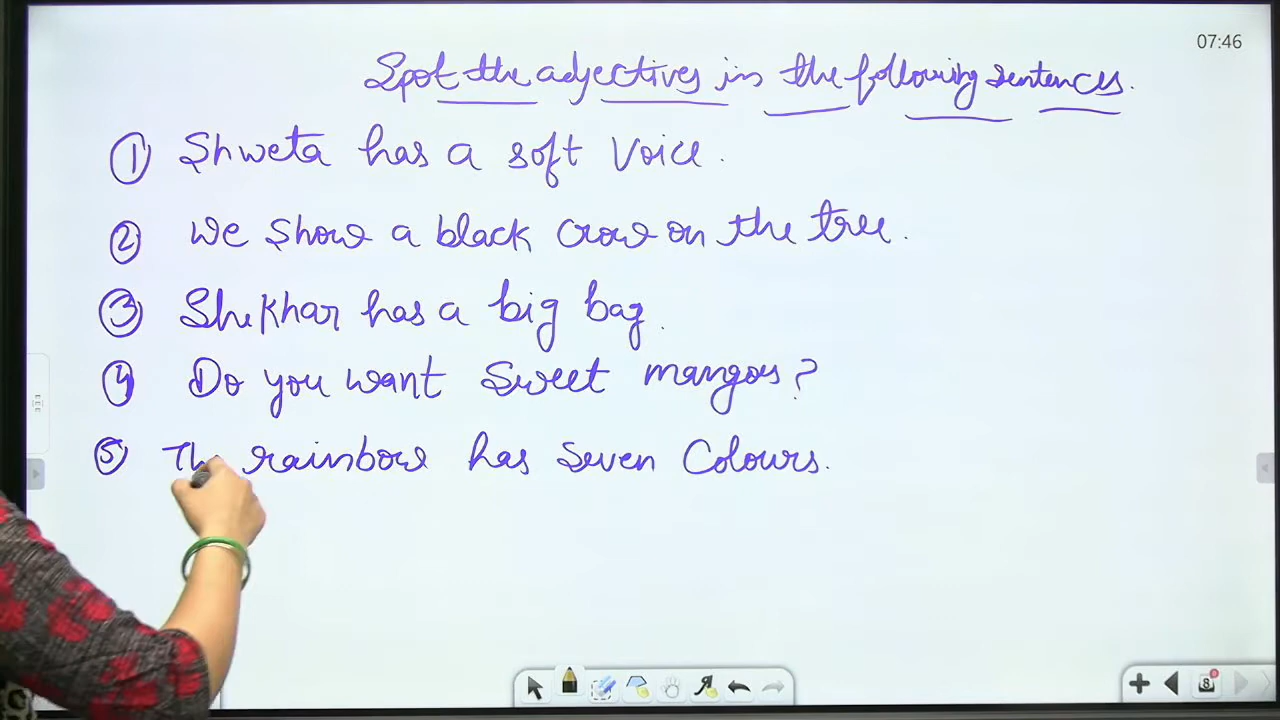 07:46
Spot the adjectives in the following sentences.
① Shweta has a soft Voice.
② We show a black crow on the tree.
③ Shekhar has a big bag.
④ Do you want Sweet mangoes?
⑤ The rainbow has seven Colours.
8